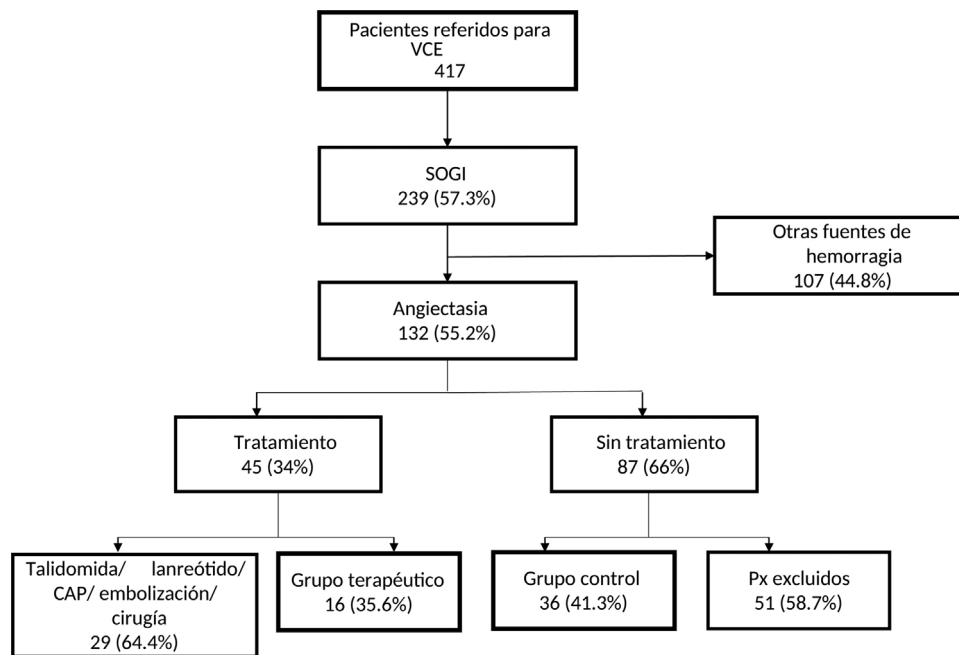 Pacientes referidos para
VCE
417
SOGI
239 (57.3%)
Otras fuentes de
hemorragia
107 (44.8%)
Angiectasia
132 (55.2%)
Tratamiento
45 (34%)
Sin tratamiento
87 (66%)
Talidomida/ lanreótido/
CAP/ embolización/
cirugía
29 (64.4%)
Grupo terapéutico
16 (35.6%)
Grupo control
36 (41.3%)
Px excluidos
51 (58.7%)